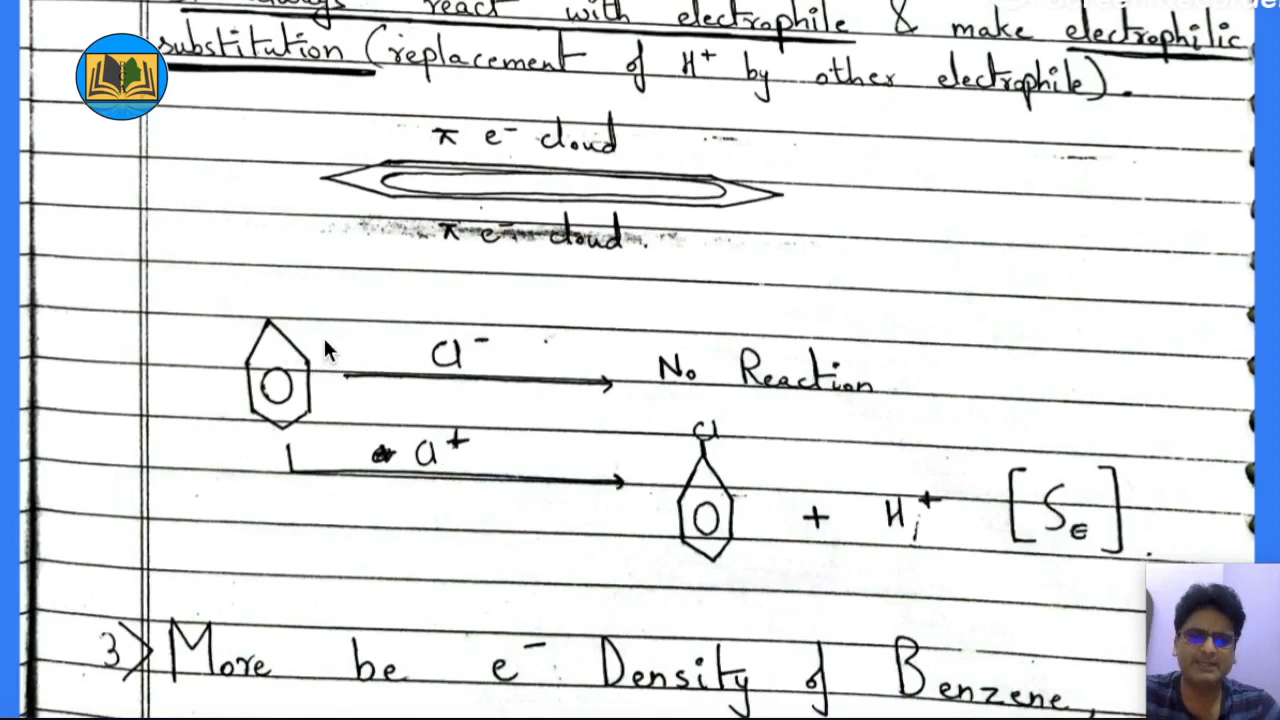 react with electrophile & make electrophilic
substitution (replacement of H+ by other electrophile).
π e- cloud
π e- cloud.
Cl-
No Reaction
Cl+
Cl
+ H+ [SE].
3) More be e- Density of Benzene,